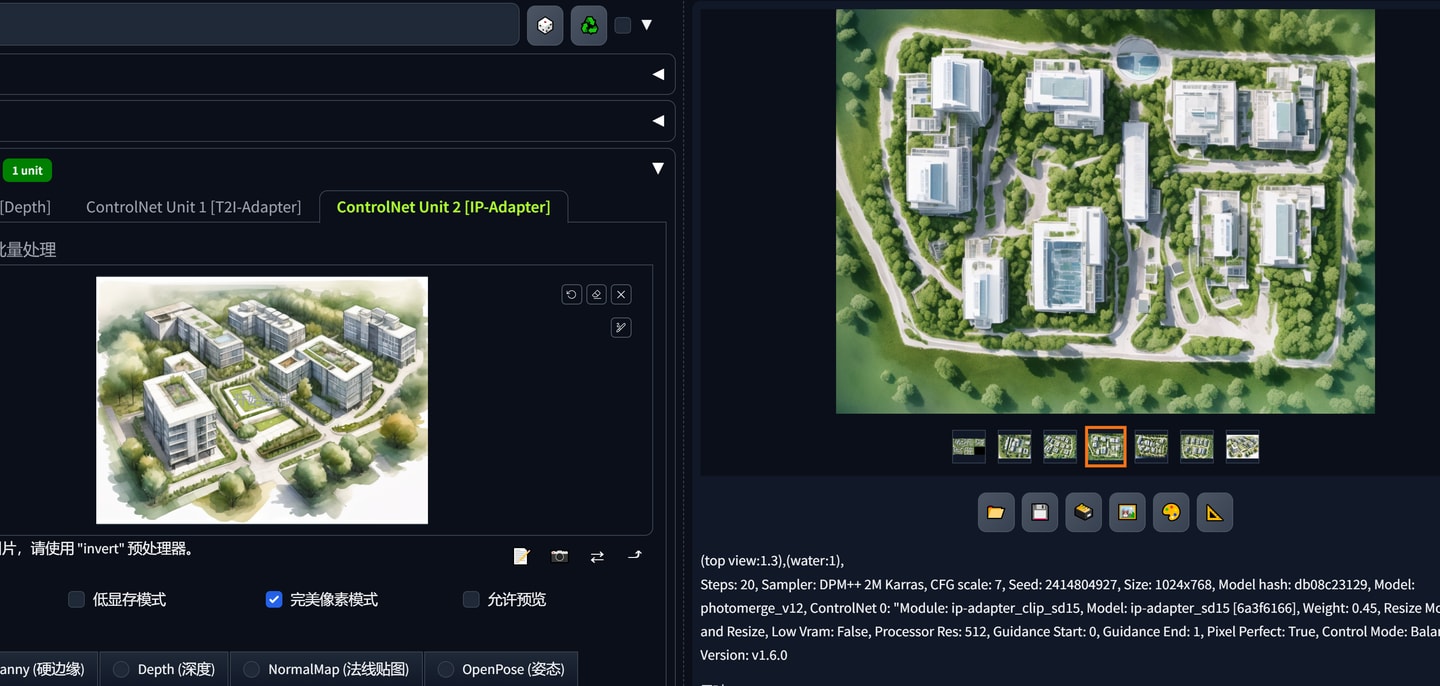 1 unit
[Depth]
ControlNet Unit 1 [T2I-Adapter]
ControlNet Unit 2 [IP-Adapter]
批量处理
片，请使用 "invert" 预处理器。
低显存模式
完美像素模式
允许预览
anny (硬边缘)
Depth (深度)
NormalMap (法线贴图)
OpenPose (姿态)
(top view:1.3),(water:1),
Steps: 20, Sampler: DPM++ 2M Karras, CFG scale: 7, Seed: 2414804927, Size: 1024x768, Model hash: db08c23129, Model:
photomerge_v12, ControlNet 0: "Module: ip-adapter_clip_sd15, Model: ip-adapter_sd15 [6a3f6166], Weight: 0.45, Resize Mo
and Resize, Low Vram: False, Processor Res: 512, Guidance Start: 0, Guidance End: 1, Pixel Perfect: True, Control Mode: Balan
Version: v1.6.0